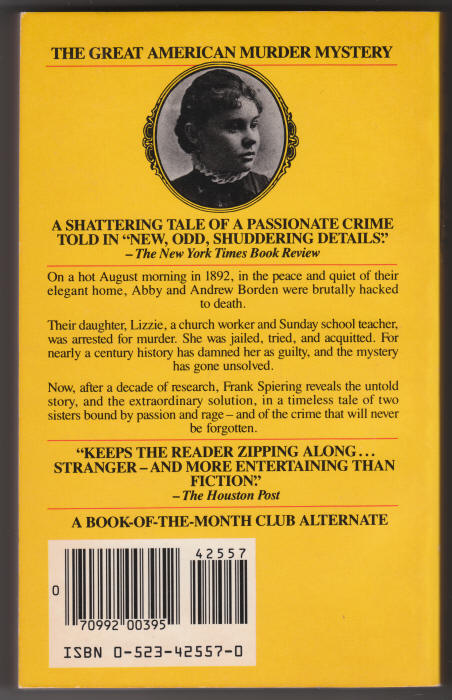 THE GREAT AMERICAN MURDER MYSTERY
A SHATTERING TALE OF A PASSIONATE CRIME
TOLD IN “NEW, ODD, SHUDDERING DETAILS.”
– The New York Times Book Review
On a hot August morning in 1892, in the peace and quiet of their
elegant home, Abby and Andrew Borden were brutally hacked
to death.
Their daughter, Lizzie, a church worker and Sunday school teacher,
was arrested for murder. She was jailed, tried, and acquitted. For
nearly a century history has damned her as guilty, and the mystery
has gone unsolved.
Now, after a decade of research, Frank Spiering reveals the untold
story, and the extraordinary solution, in a timeless tale of two
sisters bound by passion and rage – and of the crime that will never
be forgotten.
“KEEPS THE READER ZIPPING ALONG...
STRANGER – AND MORE ENTERTAINING THAN
FICTION.”
– The Houston Post
A BOOK-OF-THE-MONTH CLUB ALTERNATE
42557
0
70992 00395
ISBN 0-523-42557-0